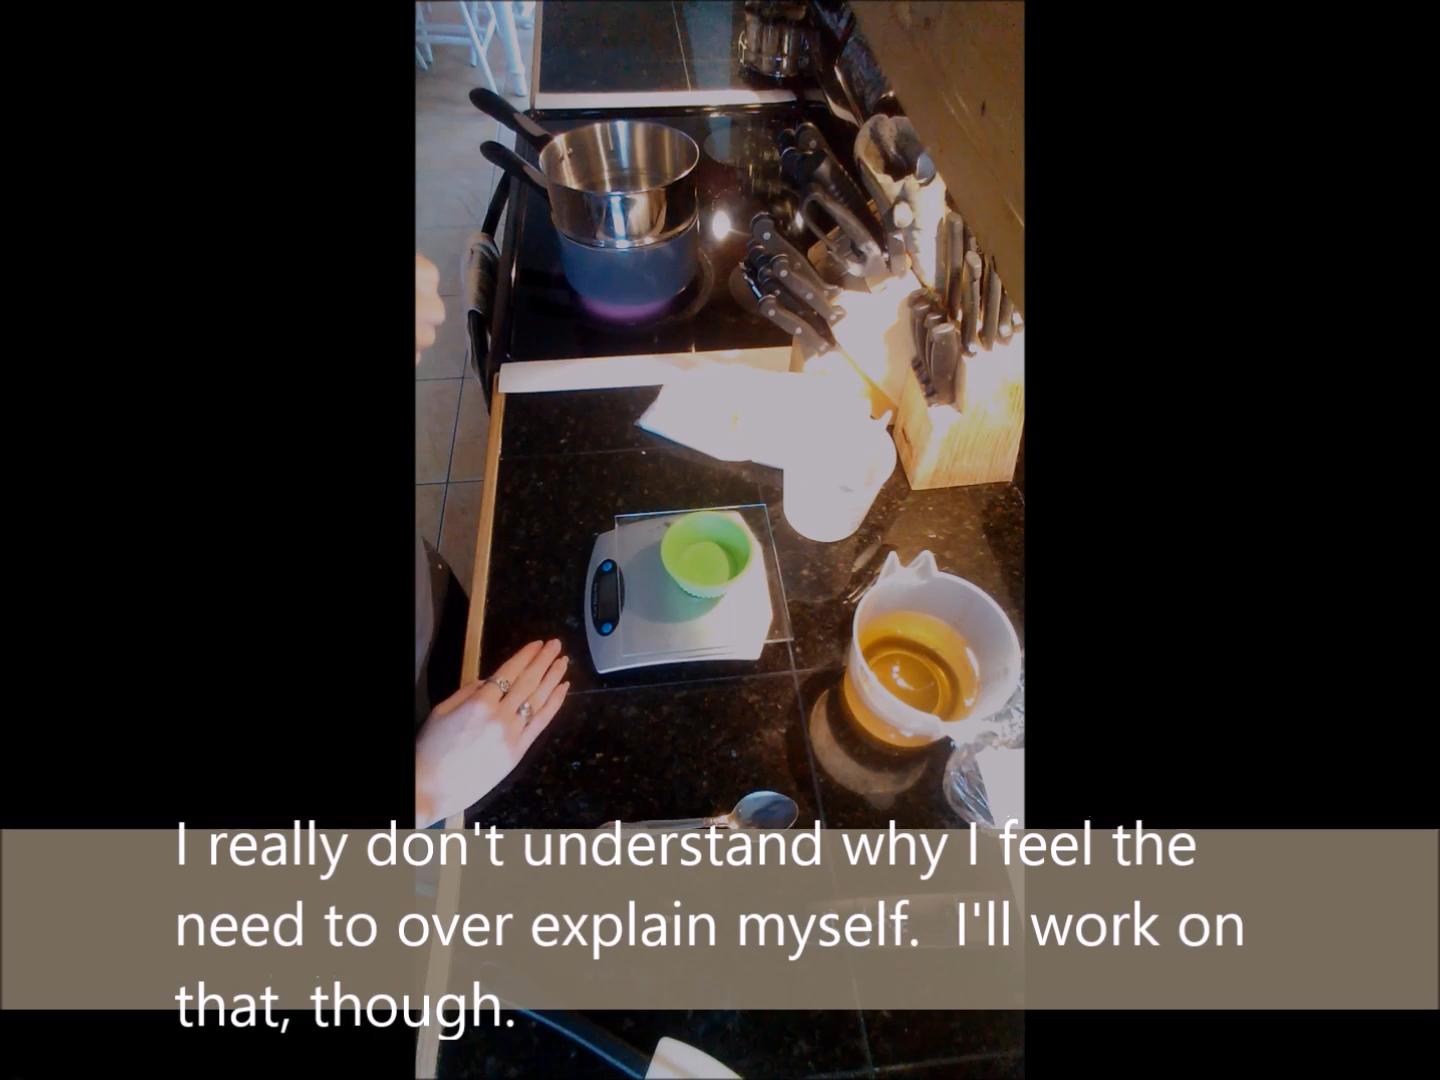 I really don't understand why I feel the
need to over explain myself.  I'll work on
that, though.